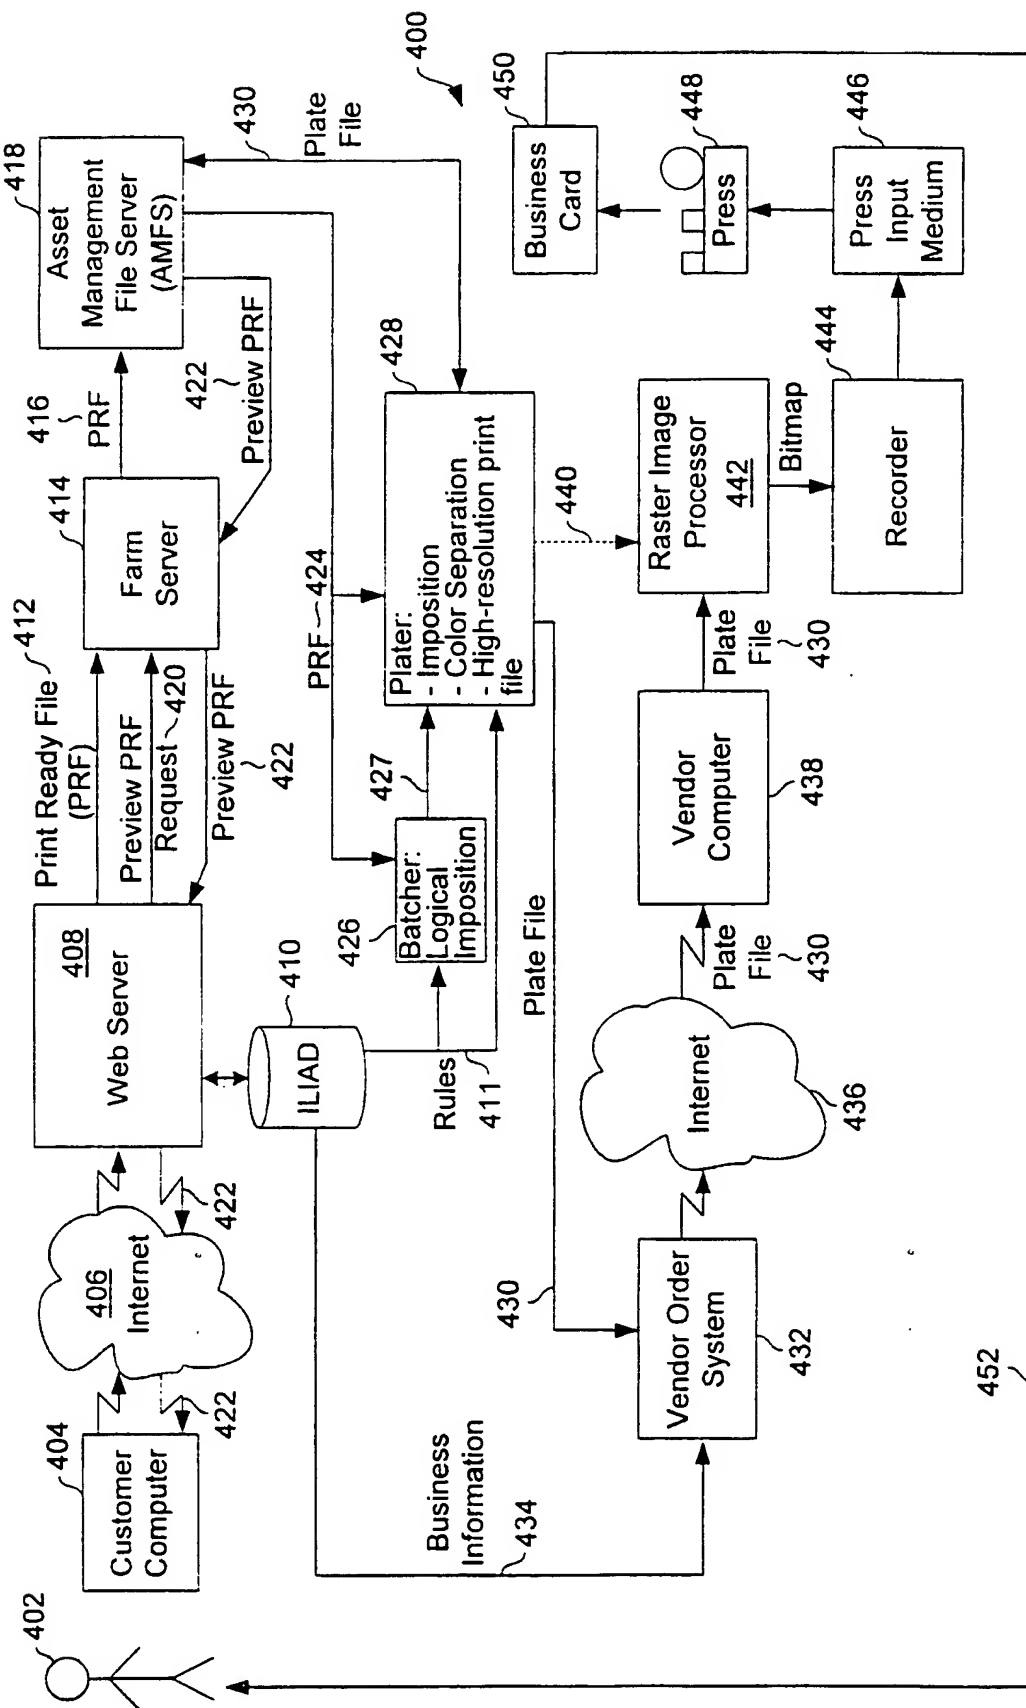 402
404
Customer
Computer
406
Internet
422
422
408
Web Server
Print Ready File
412
(PRF)
Preview PRF
Request
420
Preview PRF
422
414
Farm
Server
416
PRF
422
Preview PRF
418
Asset
Management
File Server
(AMFS)
430
Plate
File
400
410
ILIAD
Rules
411
426
Batcher:
Logical
Imposition
427
PRF
424
428
Plater:
- Imposition
- Color Separation
- High-resolution print
file
440
Business
Information
434
430
Plate File
Vendor Order
System
432
Internet
436
Plate
File
430
Vendor
Computer
438
Plate
File
430
Raster Image
Processor
442
Bitmap
444
Recorder
446
Press
Input
Medium
448
Press
450
Business
Card
452